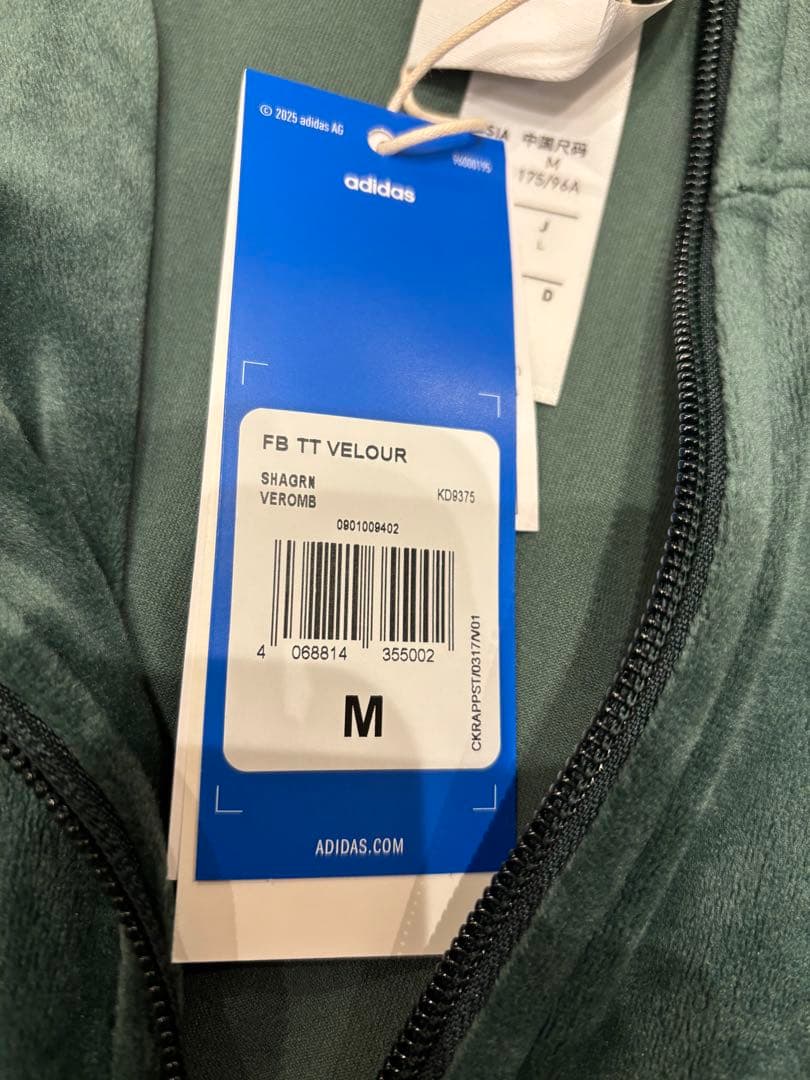 © 2025 adidas AG
96000195
adidas
FB TT VELOUR
SHAGRN
VEROMB
KD9375
0901009402
4 068814 355002
M
CKRAPPST/0317/V01
ADIDAS.COM
中国尺码
M
175/96A
J
L
D